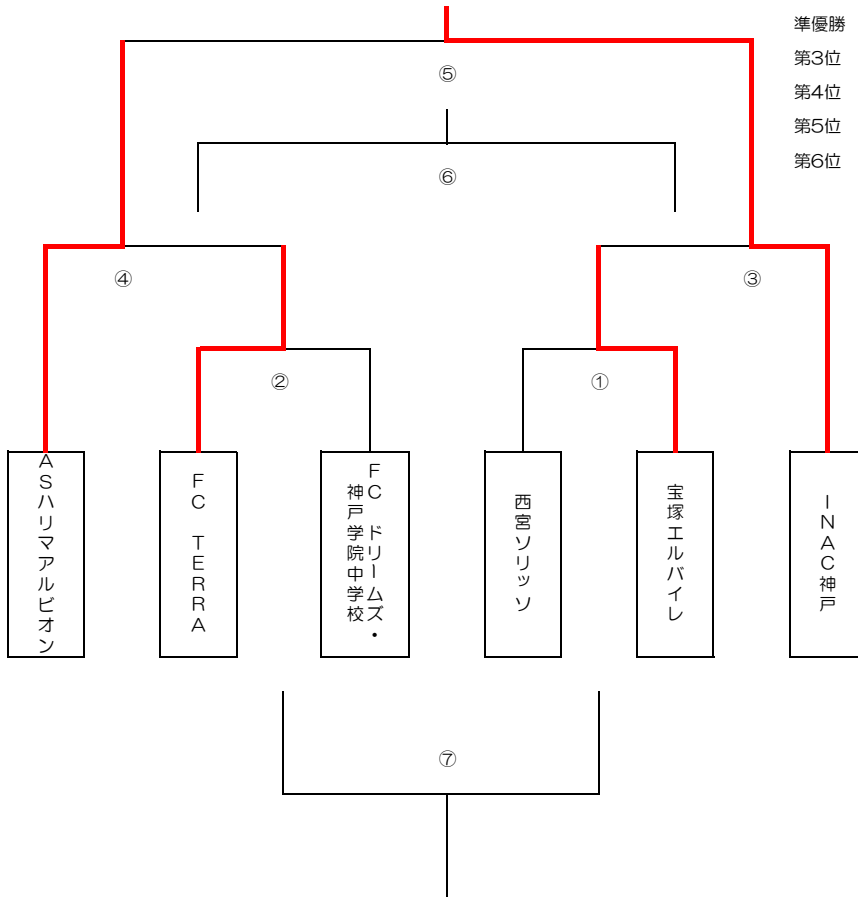 準優勝
第3位
⑤
第4位
第5位
第6位
⑥
④
③
②
①
ASハリマアルビオン
FC TERRA
FC ドリームズ・
神戸学院中学校
西宮ソリッソ
宝塚エルバイレ
INAC神戸
⑦